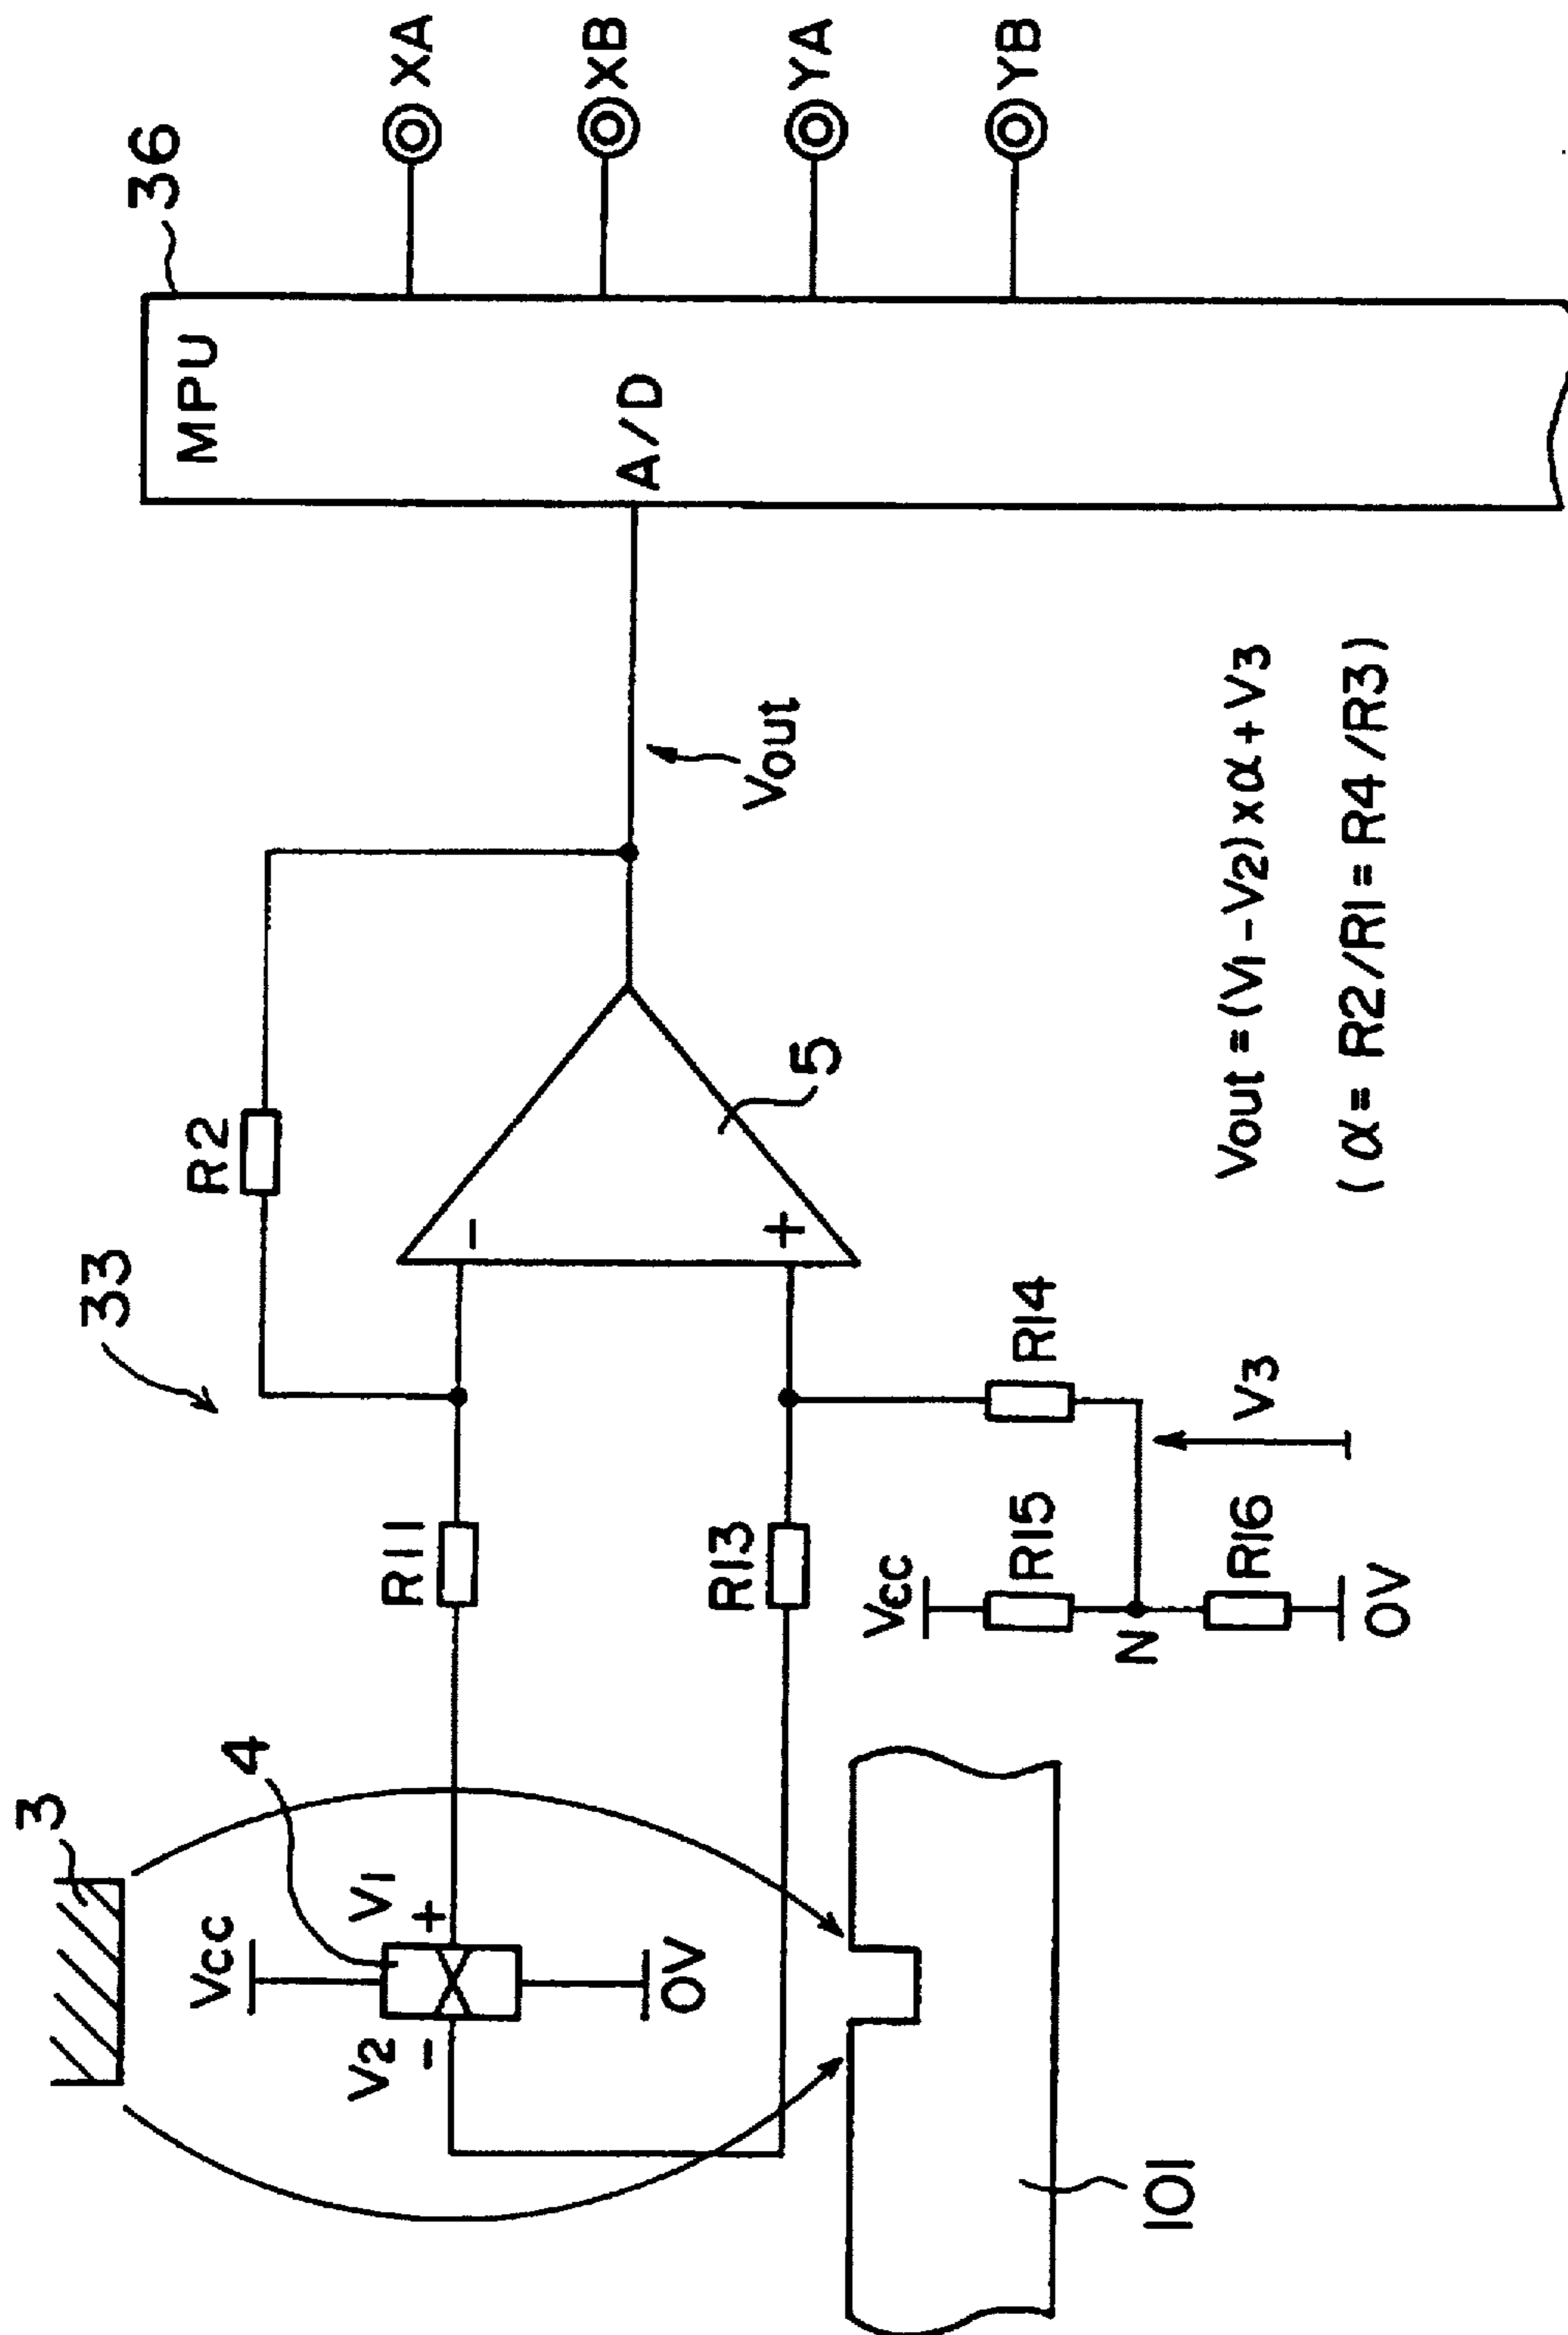 3
4
33
36
VCC
V2
V1
-
+
0V
R11
R2
R13
-
+
5
Vout
MPU
A/D
XA
XB
YA
YB
VCC
R15
R14
N
V3
R16
0V
101
Vout=(V1-V2)×α+V3
(α=R2/R1=R4/R3)